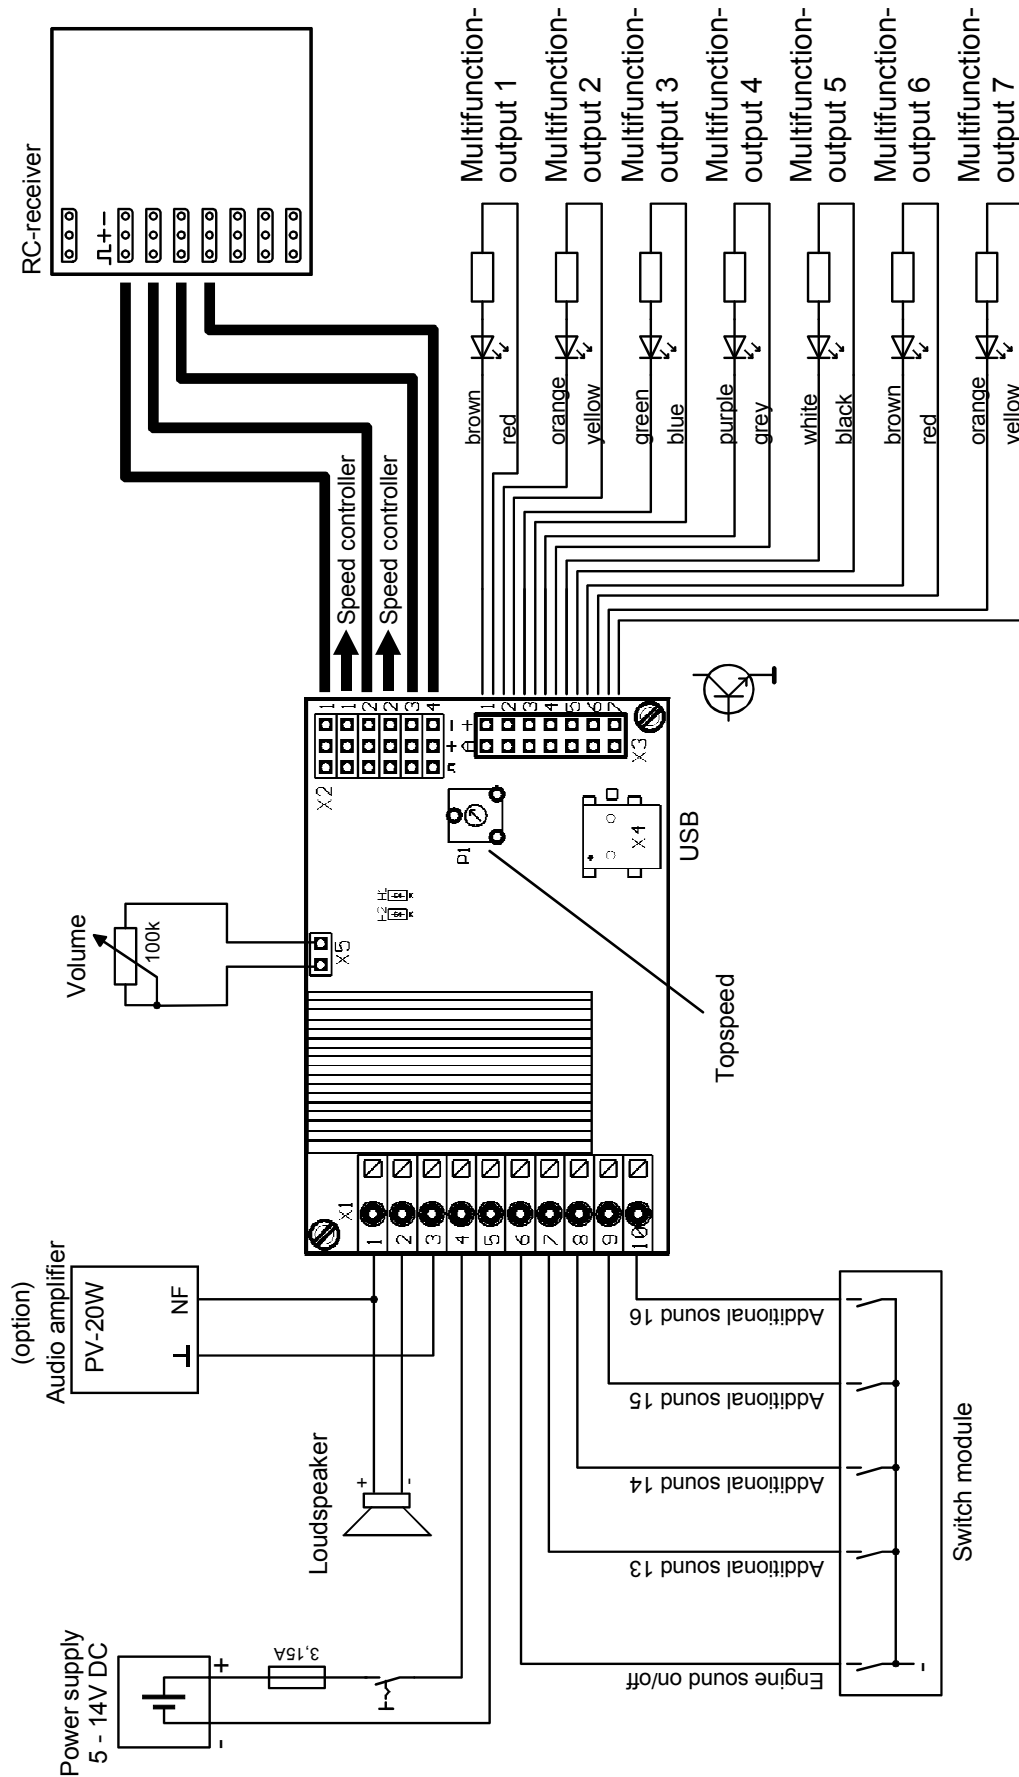 RC-receiver
Multifunction-
output 1
Multifunction-
output 2
Multifunction-
output 3
Multifunction-
output 4
Multifunction-
output 5
Multifunction-
output 6
Multifunction-
output 7
brown
red
orange
yellow
green
blue
purple
grey
white
black
brown
red
orange
yellow
Speed controller
Speed controller
Volume
100k
X2
1
1
2
2
3
4
- + 
X3
1
2
3
4
5
6
7
+
P1
H1
H2
X5
X4
USB
Topspeed
X1
1
2
3
4
5
6
7
8
9
10
(option)
Audio amplifier
PV-20W
NF
Loudspeaker
+
-
Power supply
5 - 14V DC
+
-
3,15A
Engine sound on/off
Additional sound 13
Additional sound 14
Additional sound 15
Additional sound 16
-
Switch module